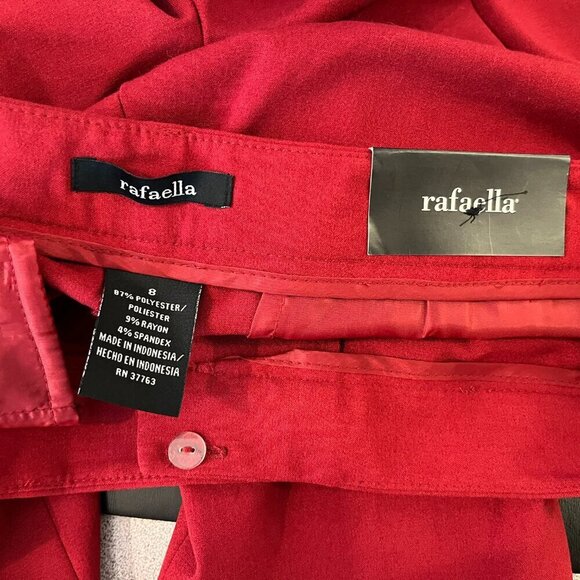 rafaella
rafaella
8
87% POLYESTER/
POLIESTER
9% RAYON
4% SPANDEX
MADE IN INDONESIA/
HECHO EN INDONESIA
RN 37763